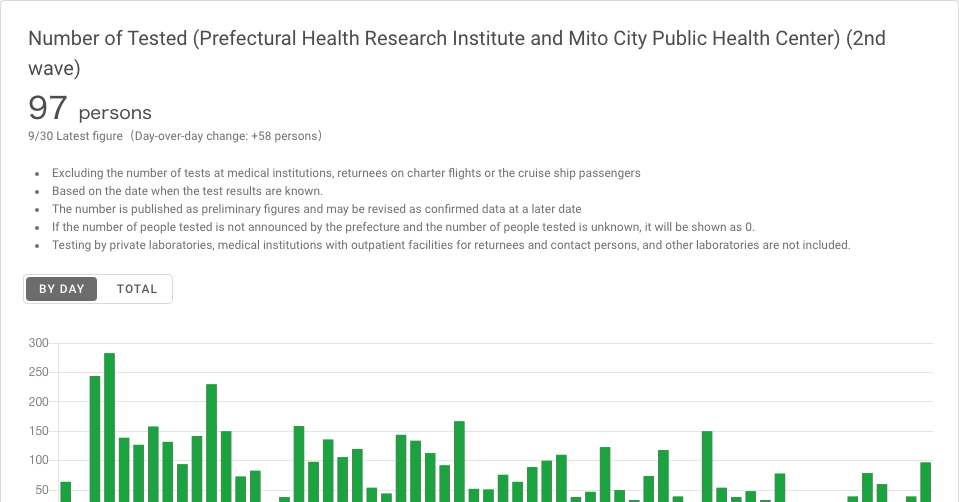 Number of Tested (Prefectural Health Research Institute and Mito City Public Health Center) (2nd
wave)
97 persons
9/30 Latest figure（Day-over-day change: +58 persons）
Excluding the number of tests at medical institutions, returnees on charter flights or the cruise ship passengers
Based on the date when the test results are known.
The number is published as preliminary figures and may be revised as confirmed data at a later date
If the number of people tested is not announced by the prefecture and the number of people tested is unknown, it will be shown as 0.
Testing by private laboratories, medical institutions with outpatient facilities for returnees and contact persons, and other laboratories are not included.
BY DAY TOTAL
300
250
200
150
100
50